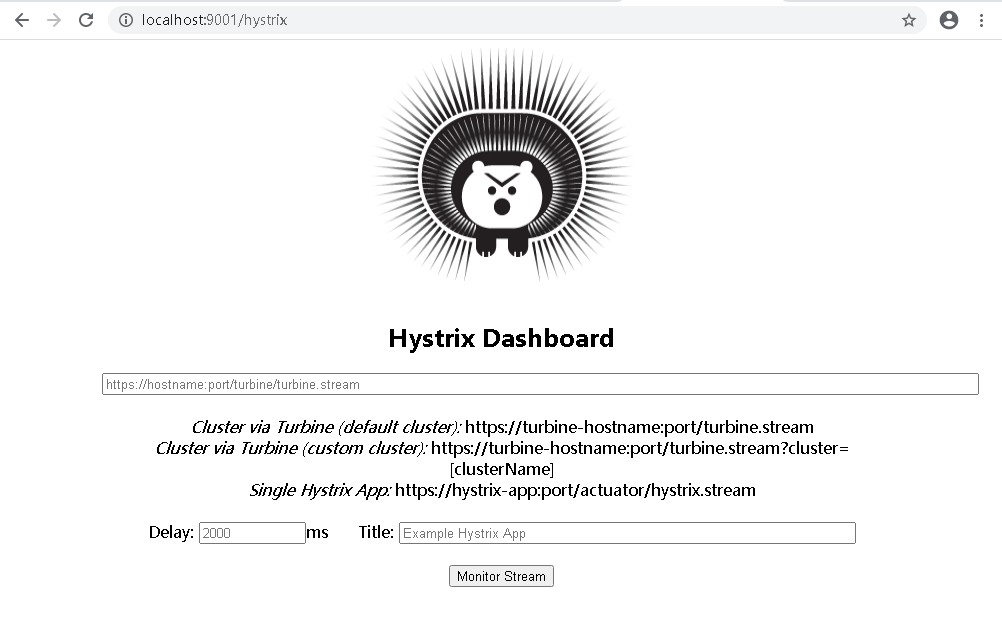 localhost:9001/hystrix
Hystrix Dashboard
https://hostname:port/turbine/turbine.stream
Cluster via Turbine (default cluster): https://turbine-hostname:port/turbine.stream
Cluster via Turbine (custom cluster): https://turbine-hostname:port/turbine.stream?cluster=
[clusterName]
Single Hystrix App: https://hystrix-app:port/actuator/hystrix.stream
Delay: 2000 ms Title: Example Hystrix App
Monitor Stream